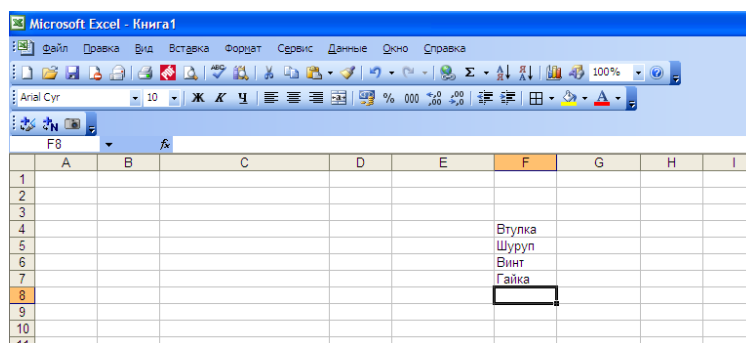 Microsoft Excel - Книга1
Файл Правка Вид Вставка Формат Сервис Данные Окно Справка
100%
Arial Cyr 10 Ж К Ч % 000
F8 fx
A B C D E F G H I
1
2
3
4 Втулка
5 Шуруп
6 Винт
7 Гайка
8
9
10
11